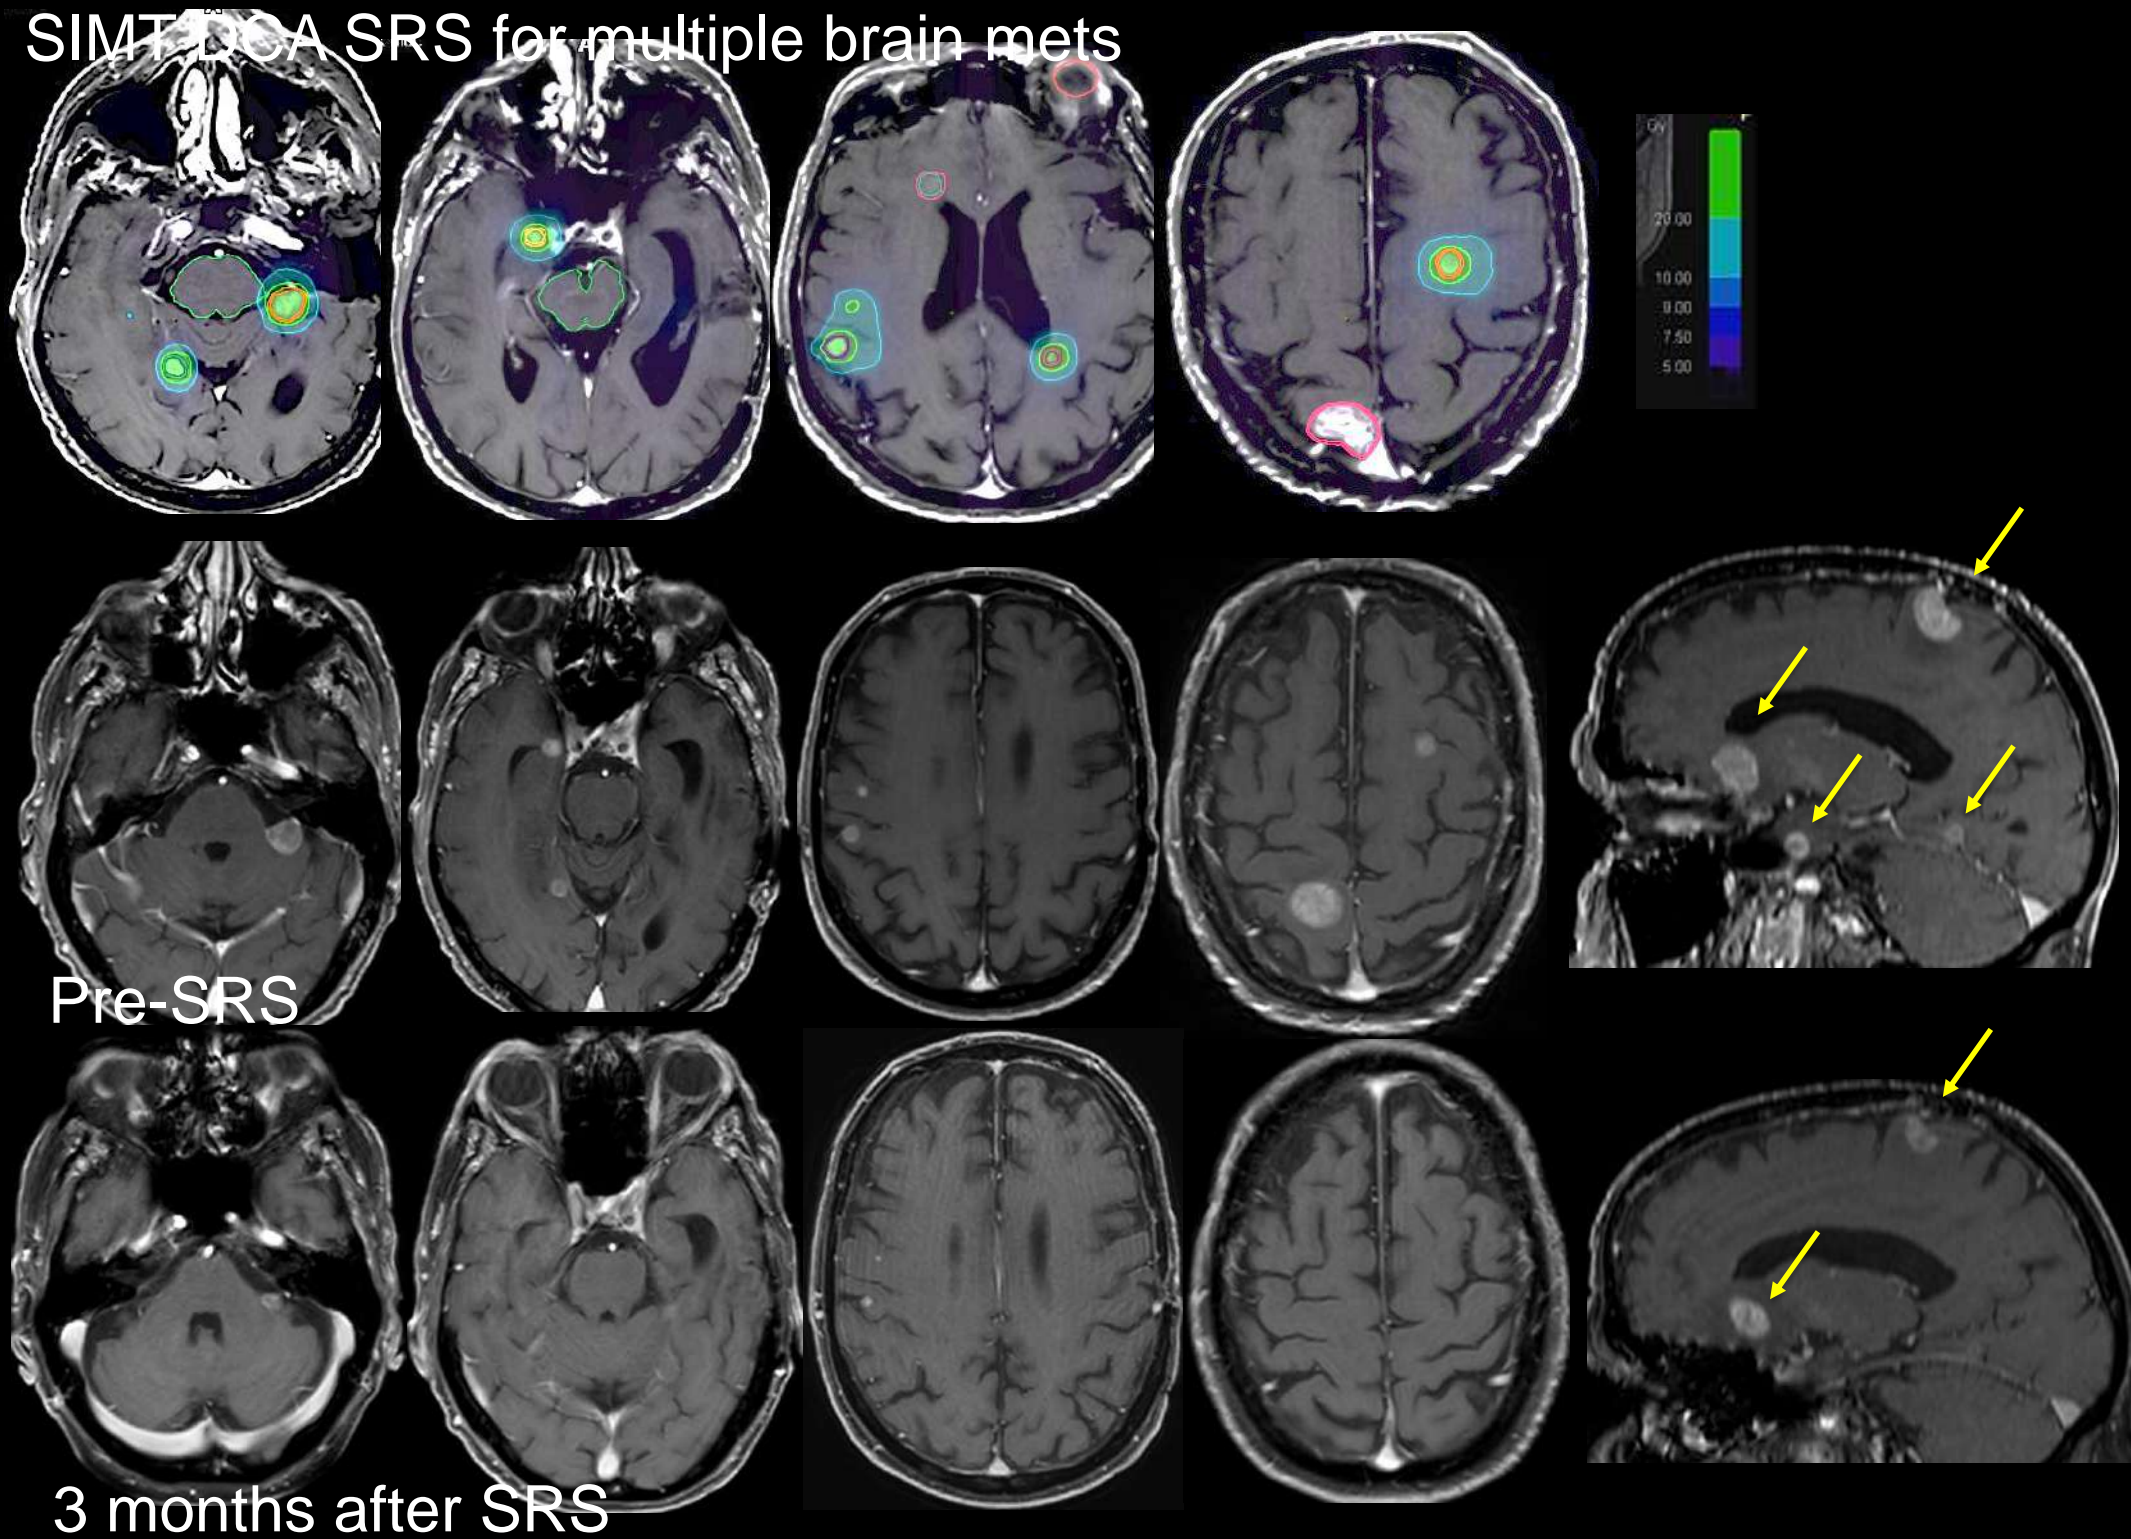 SIMT DCA SRS for multiple brain mets
Gy
20.00
10.00
9.00
7.50
5.00
Pre-SRS
3 months after SRS